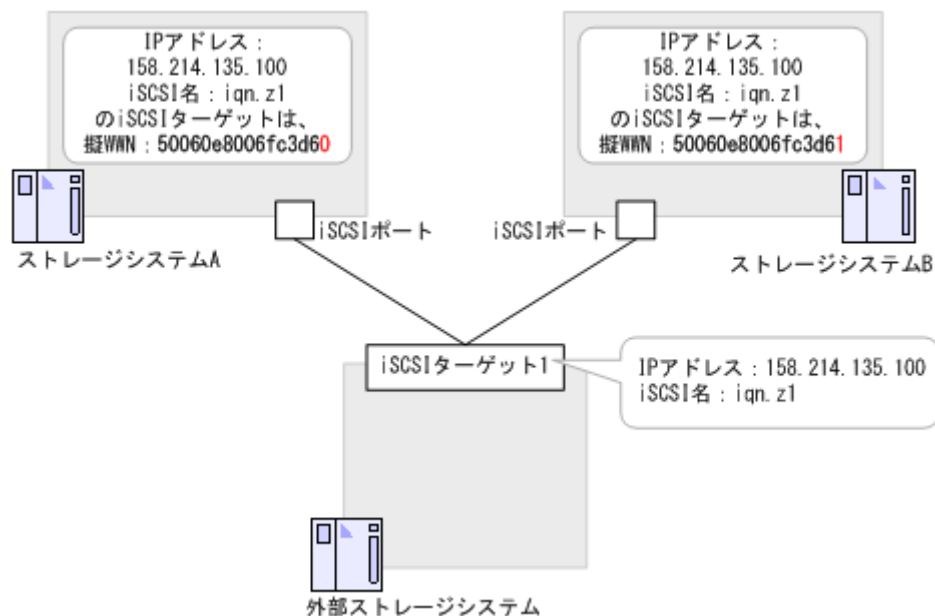 IPアドレス：
158.214.135.100
iSCSI名：iqn.z1
のiSCSIターゲットは、
擬WWN：50060e8006fc3d60
IPアドレス：
158.214.135.100
iSCSI名：iqn.z1
のiSCSIターゲットは、
擬WWN：50060e8006fc3d61
iSCSIポート
iSCSIポート
ストレージシステムA
ストレージシステムB
iSCSIターゲット1
IPアドレス：158.214.135.100
iSCSI名：iqn.z1
外部ストレージシステム